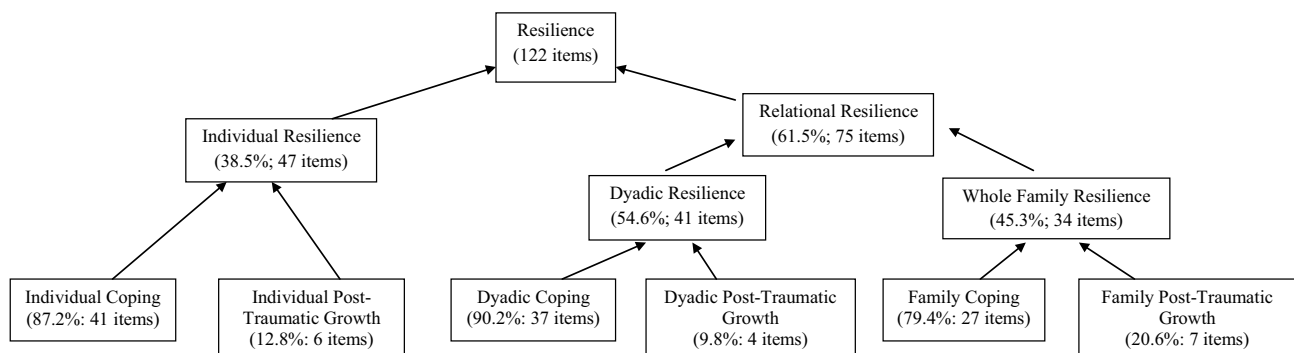 Resilience
(122 items)
Relational Resilience
(61.5%; 75 items)
Individual Resilience
(38.5%; 47 items)
Dyadic Resilience
(54.6%; 41 items)
Whole Family Resilience
(45.3%; 34 items)
Individual Coping
(87.2%: 41 items)
Individual Post-
Traumatic Growth
(12.8%: 6 items)
Dyadic Coping
(90.2%: 37 items)
Dyadic Post-Traumatic
Growth
(9.8%: 4 items)
Family Coping
(79.4%: 27 items)
Family Post-Traumatic
Growth
(20.6%: 7 items)